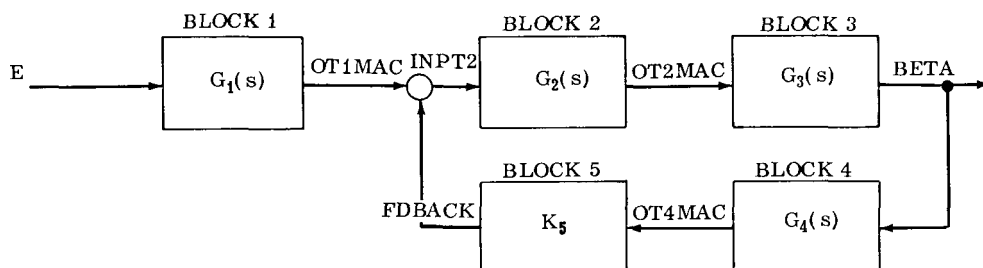 BLOCK 1
BLOCK 2
BLOCK 3
E
G₁(s)
OT1MAC
INPT2
G₂(s)
OT2MAC
G₃(s)
BETA
BLOCK 5
BLOCK 4
FDBACK
K₅
OT4MAC
G₄(s)